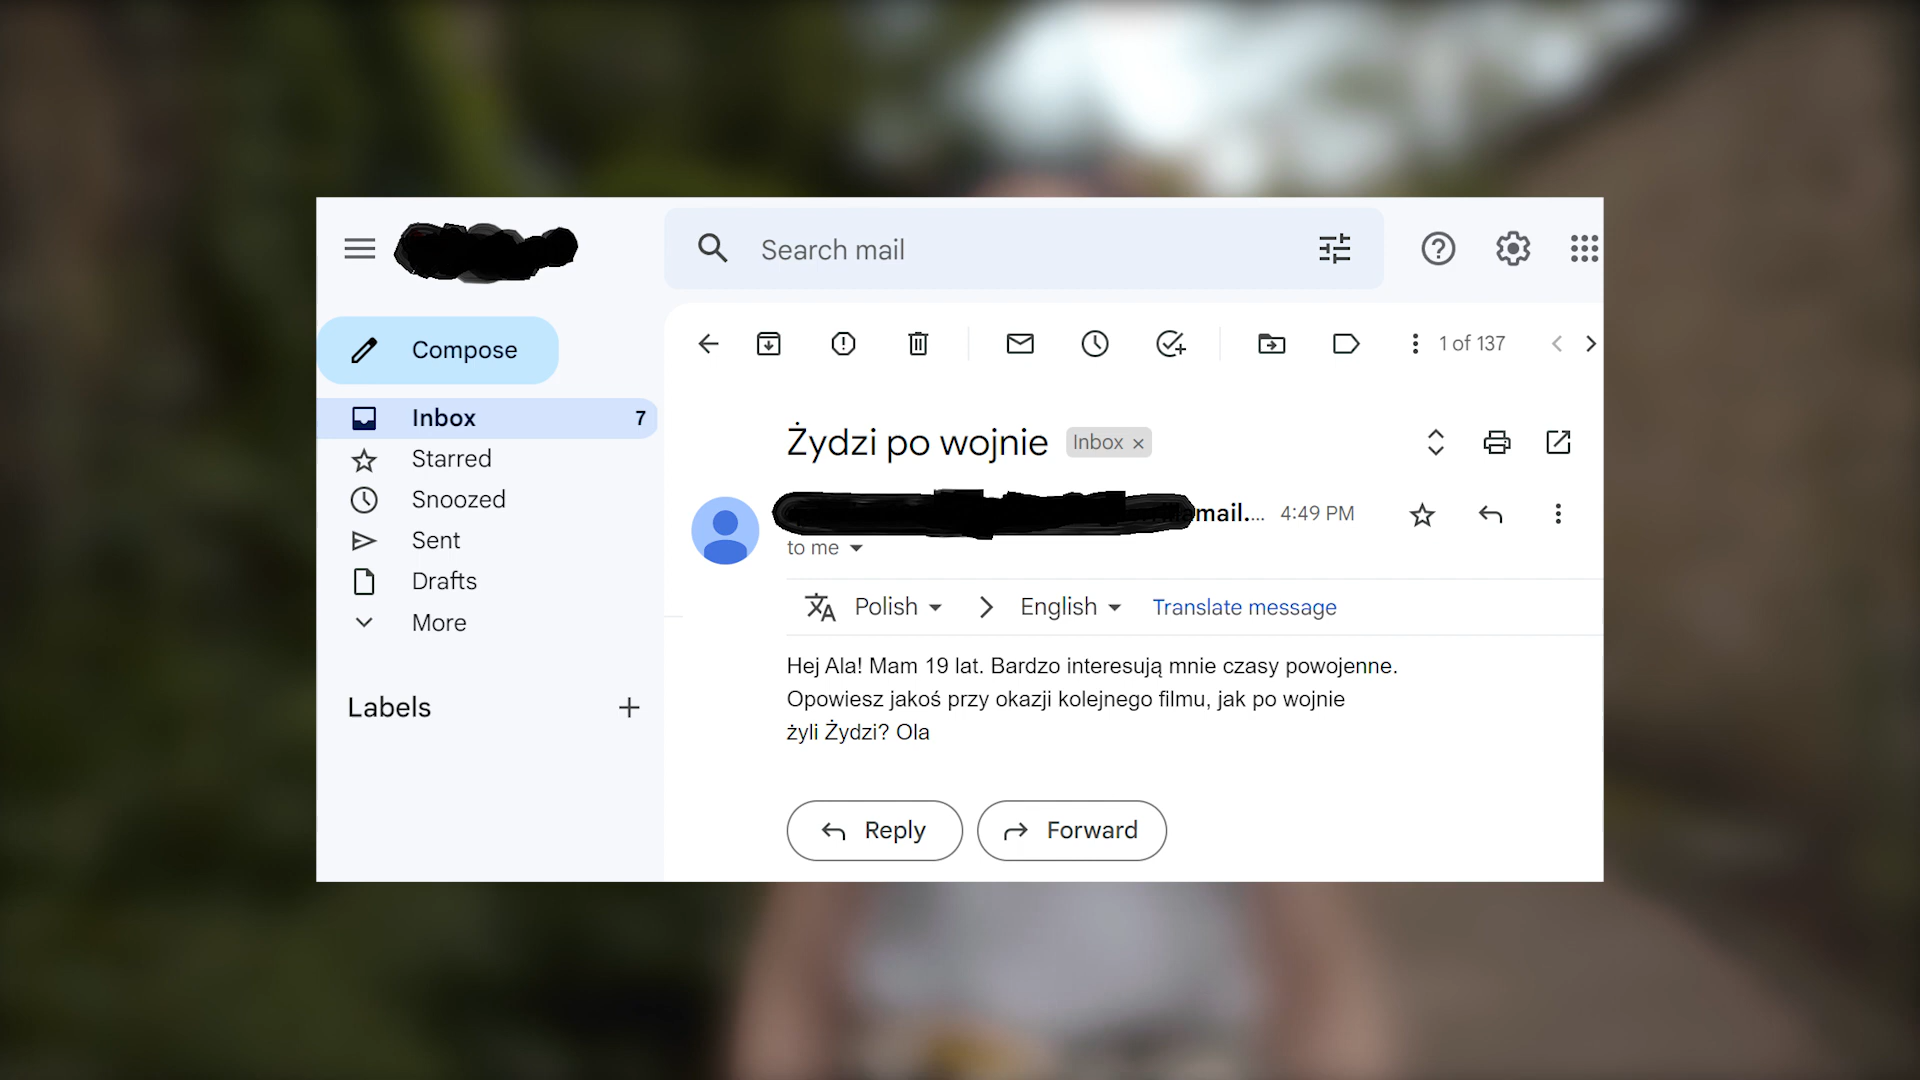 Search mail
Compose
1 of 137
Inbox 7
Starred
Snoozed
Sent
Drafts
More
Labels
Żydzi po wojnie Inbox ×
mail.… 4:49 PM
to me
Polish English Translate message
Hej Ala! Mam 19 lat. Bardzo interesują mnie czasy powojenne.
Opowiesz jakoś przy okazji kolejnego filmu, jak po wojnie
żyli Żydzi? Ola
Reply Forward